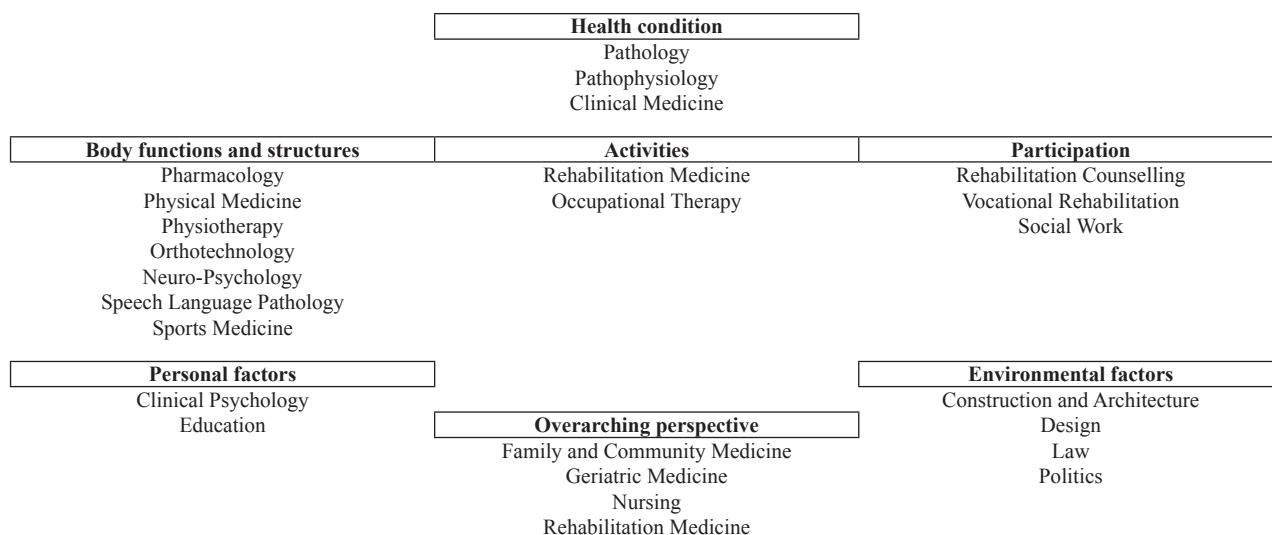 Health condition
Pathology
Pathophysiology
Clinical Medicine
Body functions and structures
Pharmacology
Physical Medicine
Physiotherapy
Orthotechnology
Neuro-Psychology
Speech Language Pathology
Sports Medicine
Activities
Rehabilitation Medicine
Occupational Therapy
Participation
Rehabilitation Counselling
Vocational Rehabilitation
Social Work
Personal factors
Clinical Psychology
Education
Overarching perspective
Family and Community Medicine
Geriatric Medicine
Nursing
Rehabilitation Medicine
Environmental factors
Construction and Architecture
Design
Law
Politics